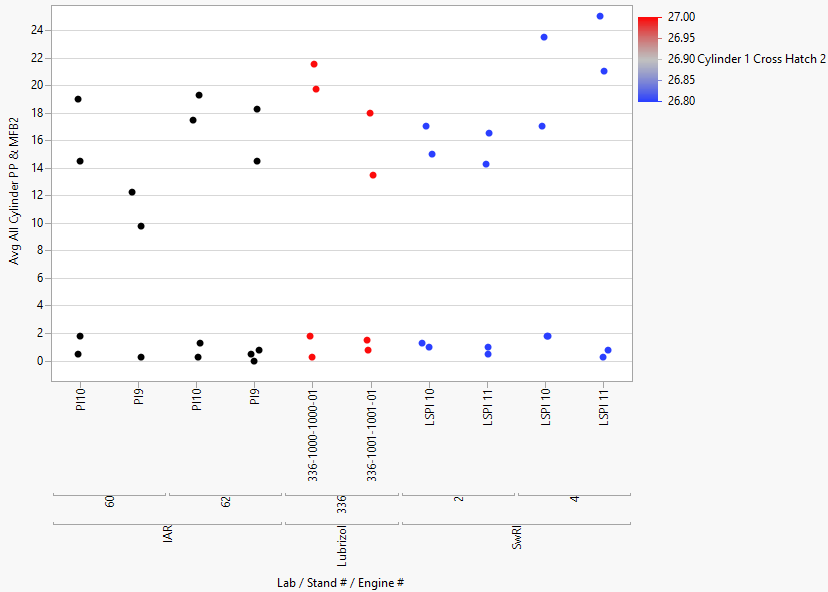 27.00
26.95
26.90 Cylinder 1 Cross Hatch 2
26.85
26.80
Avg All Cylinder PP & MFB2
24
22
20
18
16
14
12
10
8
6
4
2
0
PI10
PI9
PI10
PI9
336-1000-1000-01
336-1001-1001-01
LSPI 10
LSPI 11
LSPI 10
LSPI 11
60
62
336
2
4
IAR
Lubrizol
SwRI
Lab / Stand # / Engine #